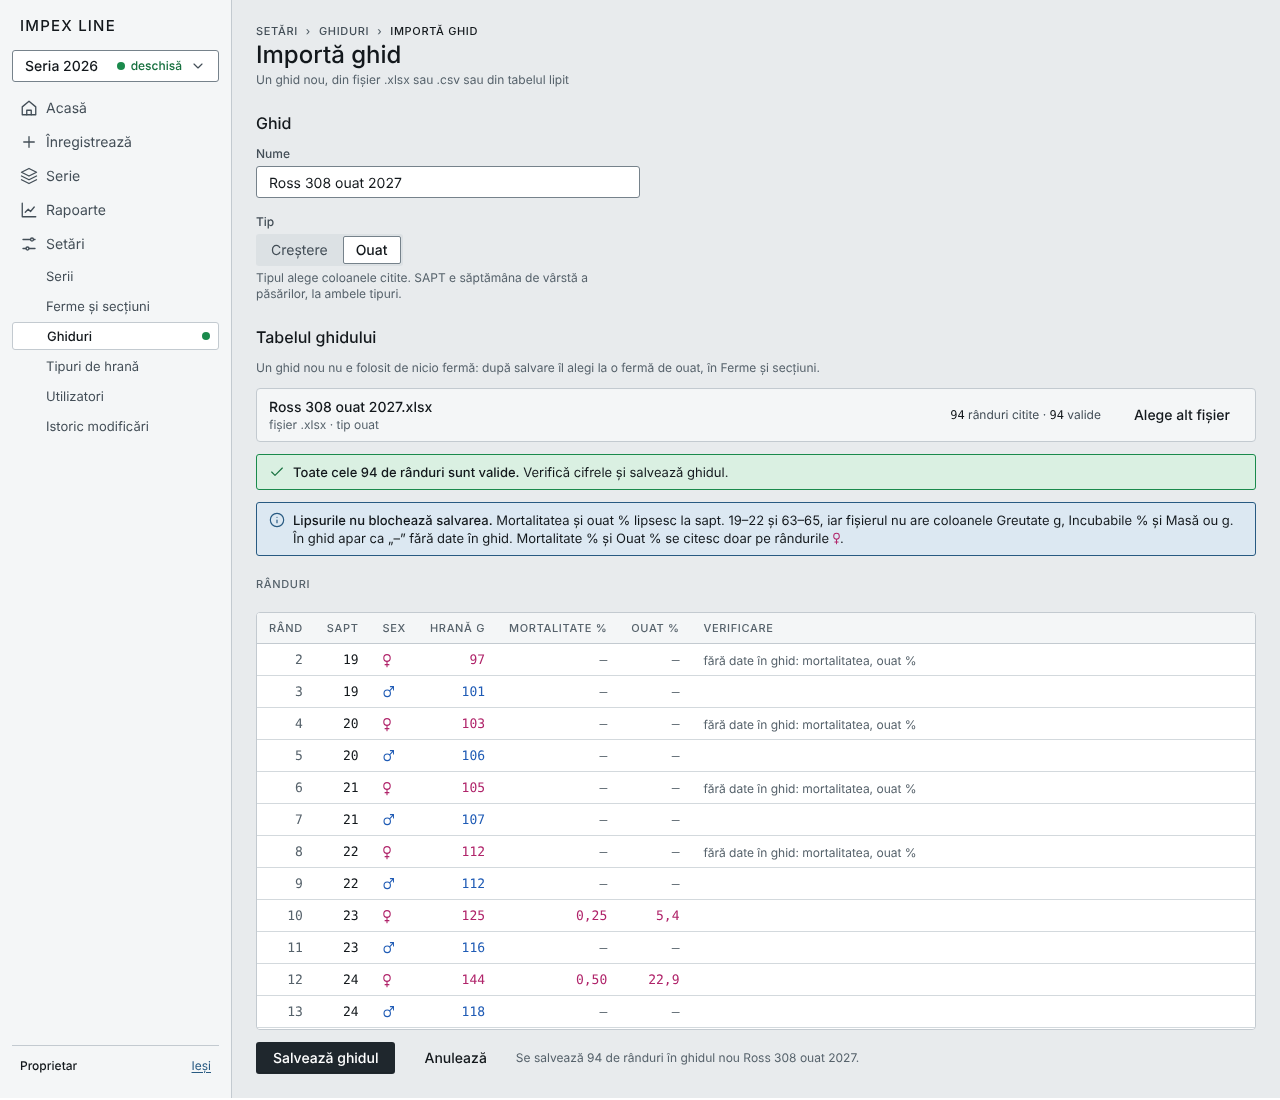 IMPEX LINE
Seria 2026 deschisă
Acasă
Înregistrează
Serie
Rapoarte
Setări
Serii
Ferme și secțiuni
Ghiduri
Tipuri de hrană
Utilizatori
Istoric modificări
Proprietar Ieși
SETĂRI › GHIDURI › IMPORTĂ GHID
Importă ghid
Un ghid nou, din fișier .xlsx sau .csv sau din tabelul lipit
Ghid
Nume
Ross 308 ouat 2027
Tip
Creștere Ouat
Tipul alege coloanele citite. SAPT e săptămâna de vârstă a
păsărilor, la ambele tipuri.
Tabelul ghidului
Un ghid nou nu e folosit de nicio fermă: după salvare îl alegi la o fermă de ouat, în Ferme și secțiuni.
Ross 308 ouat 2027.xlsx
fișier .xlsx · tip ouat
94 rânduri citite · 94 valide
Alege alt fișier
Toate cele 94 de rânduri sunt valide. Verifică cifrele și salvează ghidul.
Lipsurile nu blochează salvarea. Mortalitatea și ouat % lipsesc la sapt. 19–22 și 63–65, iar fișierul nu are coloanele Greutate g, Incubabile % și Masă ou g.
În ghid apar ca „–” fără date în ghid. Mortalitate % și Ouat % se citesc doar pe rândurile ♀.
RÂNDURI
RÂND SAPT SEX HRANĂ G MORTALITATE % OUAT % VERIFICARE
2 19 ♀ 97 – – fără date în ghid: mortalitatea, ouat %
3 19 ♂ 101 – –
4 20 ♀ 103 – – fără date în ghid: mortalitatea, ouat %
5 20 ♂ 106 – –
6 21 ♀ 105 – – fără date în ghid: mortalitatea, ouat %
7 21 ♂ 107 – –
8 22 ♀ 112 – – fără date în ghid: mortalitatea, ouat %
9 22 ♂ 112 – –
10 23 ♀ 125 0,25 5,4
11 23 ♂ 116 – –
12 24 ♀ 144 0,50 22,9
13 24 ♂ 118 – –
Salvează ghidul Anulează Se salvează 94 de rânduri în ghidul nou Ross 308 ouat 2027.